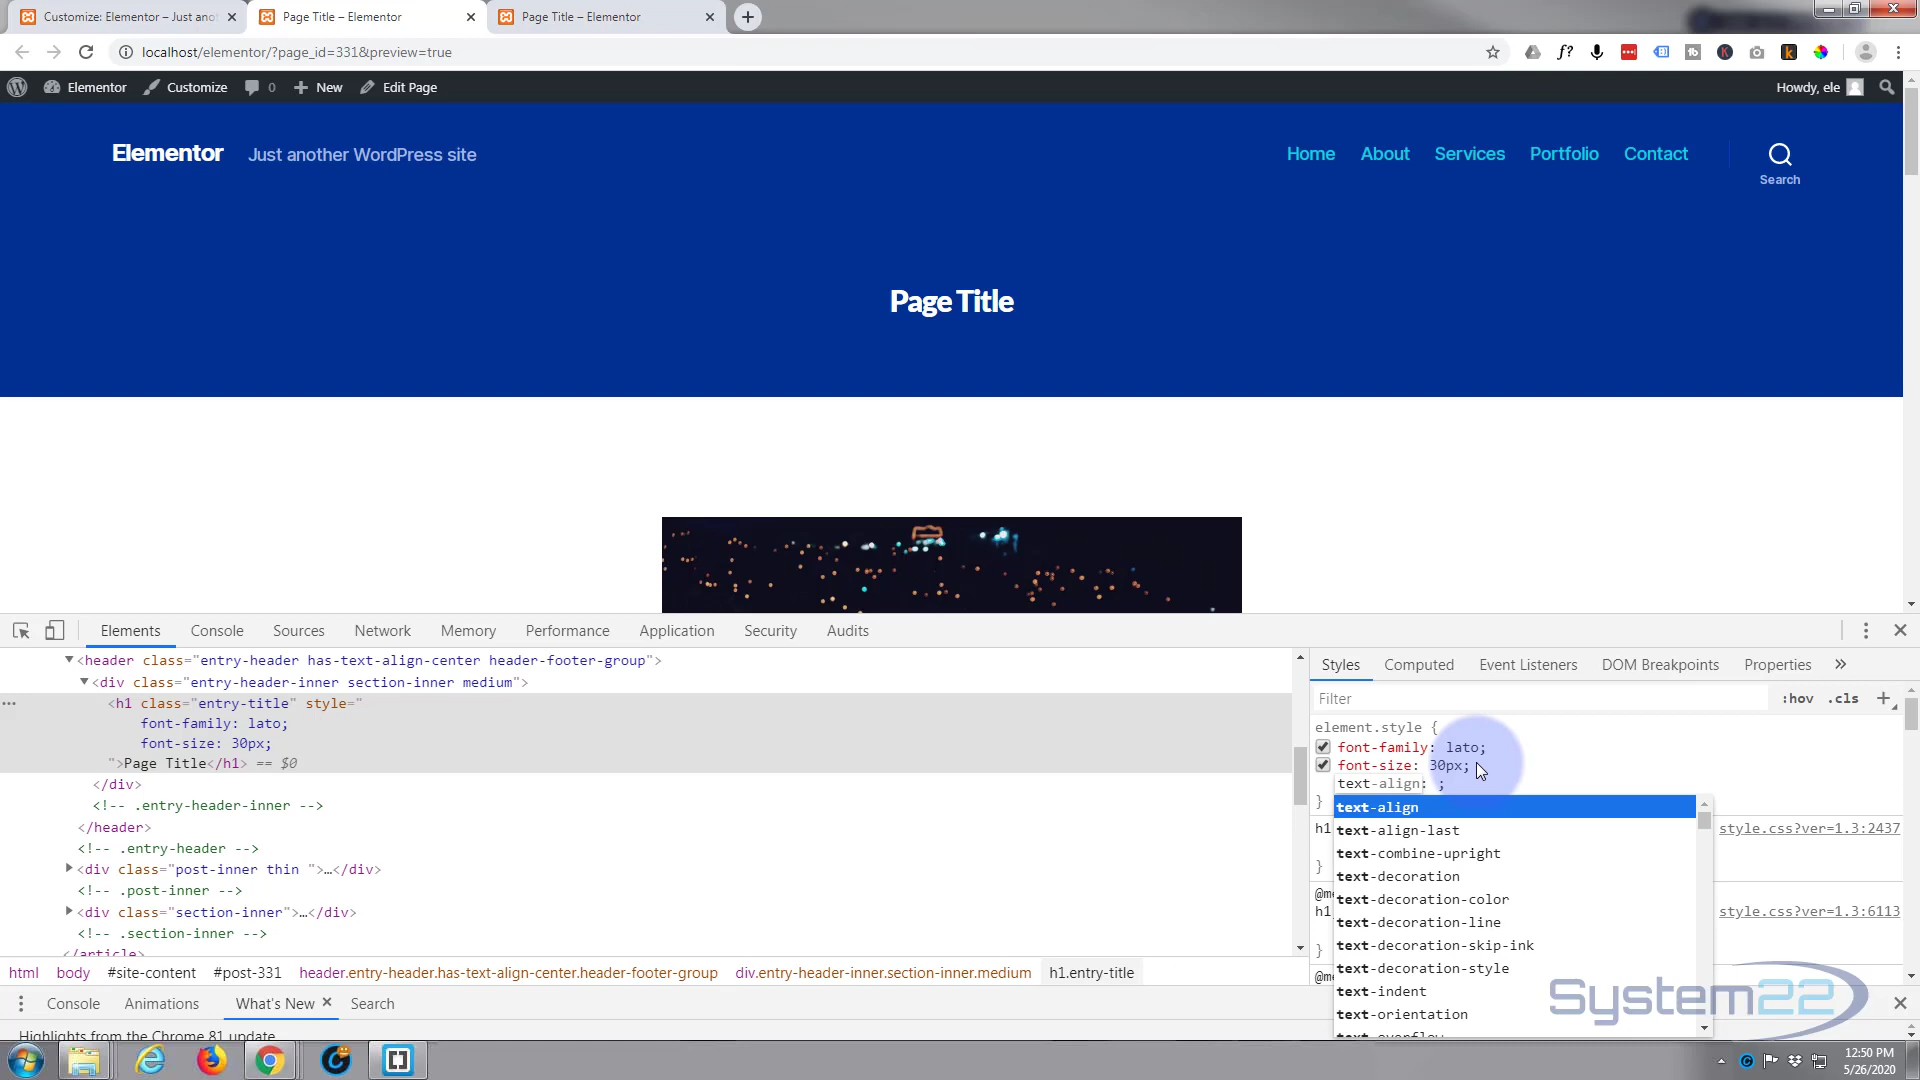 Customize: Elementor – Just ano
Page Title – Elementor
Page Title – Elementor
localhost/elementor/?page_id=331&preview=true
Elementor
Customize
0
New
Edit Page
Howdy, ele
Elementor
Just another WordPress site
Home
About
Services
Portfolio
Contact
Search
Page Title
Elements
Console
Sources
Network
Memory
Performance
Application
Security
Audits
<header class="entry-header has-text-align-center header-footer-group">
<div class="entry-header-inner section-inner medium">
<h1 class="entry-title" style="
font-family: lato;
font-size: 30px;
">Page Title</h1> == $0
</div>
<!-- .entry-header-inner -->
</header>
<!-- .entry-header -->
<div class="post-inner thin ">…</div>
<!-- .post-inner -->
<div class="section-inner">…</div>
<!-- .section-inner -->
</article>
html
body
#site-content
#post-331
header.entry-header.has-text-align-center.header-footer-group
div.entry-header-inner.section-inner.medium
h1.entry-title
Styles
Computed
Event Listeners
DOM Breakpoints
Properties
Filter
:hov
.cls
element.style {
font-family: lato;
font-size: 30px;
text-align: ;
}
h1
style.css?ver=1.3:2437
}
@me
h1
style.css?ver=1.3:6113
}
@me
text-align
text-align-last
text-combine-upright
text-decoration
text-decoration-color
text-decoration-line
text-decoration-skip-ink
text-decoration-style
text-indent
text-orientation
text-overflow
Console
Animations
What's New
Search
Highlights from the Chrome 81 update
System22
12:50 PM
5/26/2020